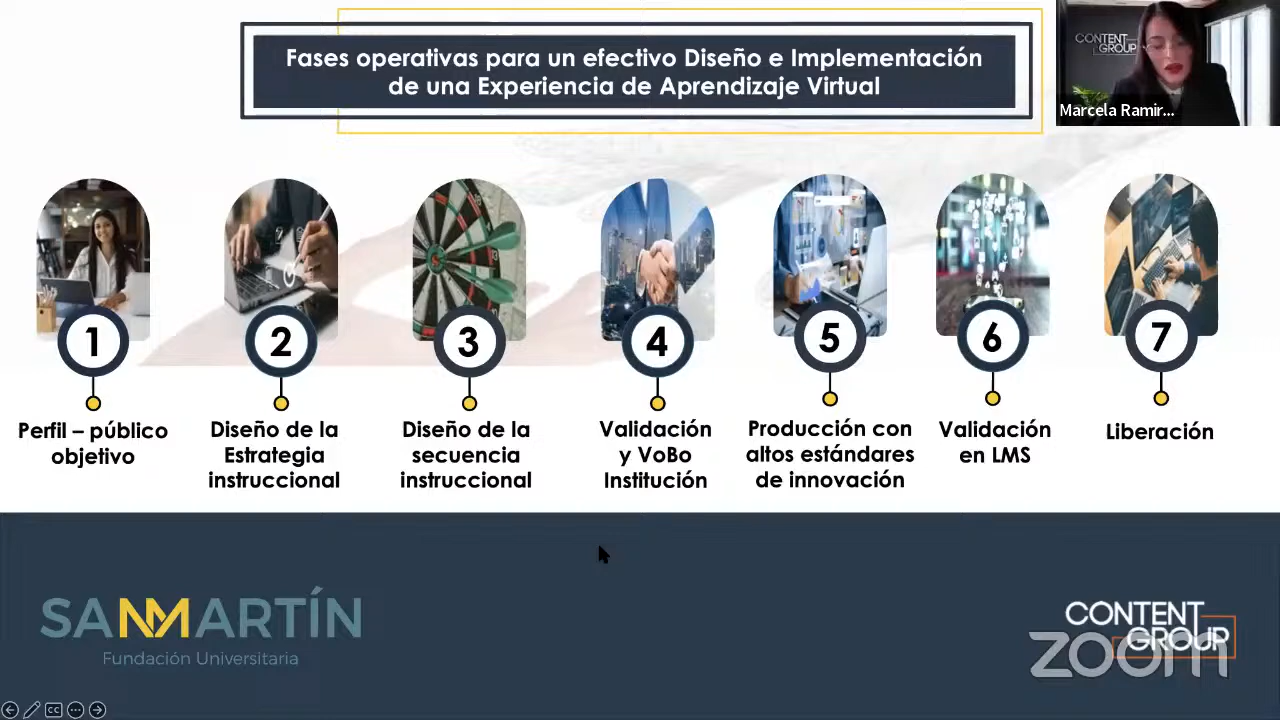 Fases operativas para un efectivo Diseño e Implementación
de una Experiencia de Aprendizaje Virtual
CONTENT
GROUP
Marcela Ramir...
1
2
3
4
5
6
7
Perfil – público
objetivo
Diseño de la
Estrategia
instruccional
Diseño de la
secuencia
instruccional
Validación
y VoBo
Institución
Producción con
altos estándares
de innovación
Validación
en LMS
Liberación
SANMARTÍN
Fundación Universitaria
CONTENT
GROUP
zoom
CC